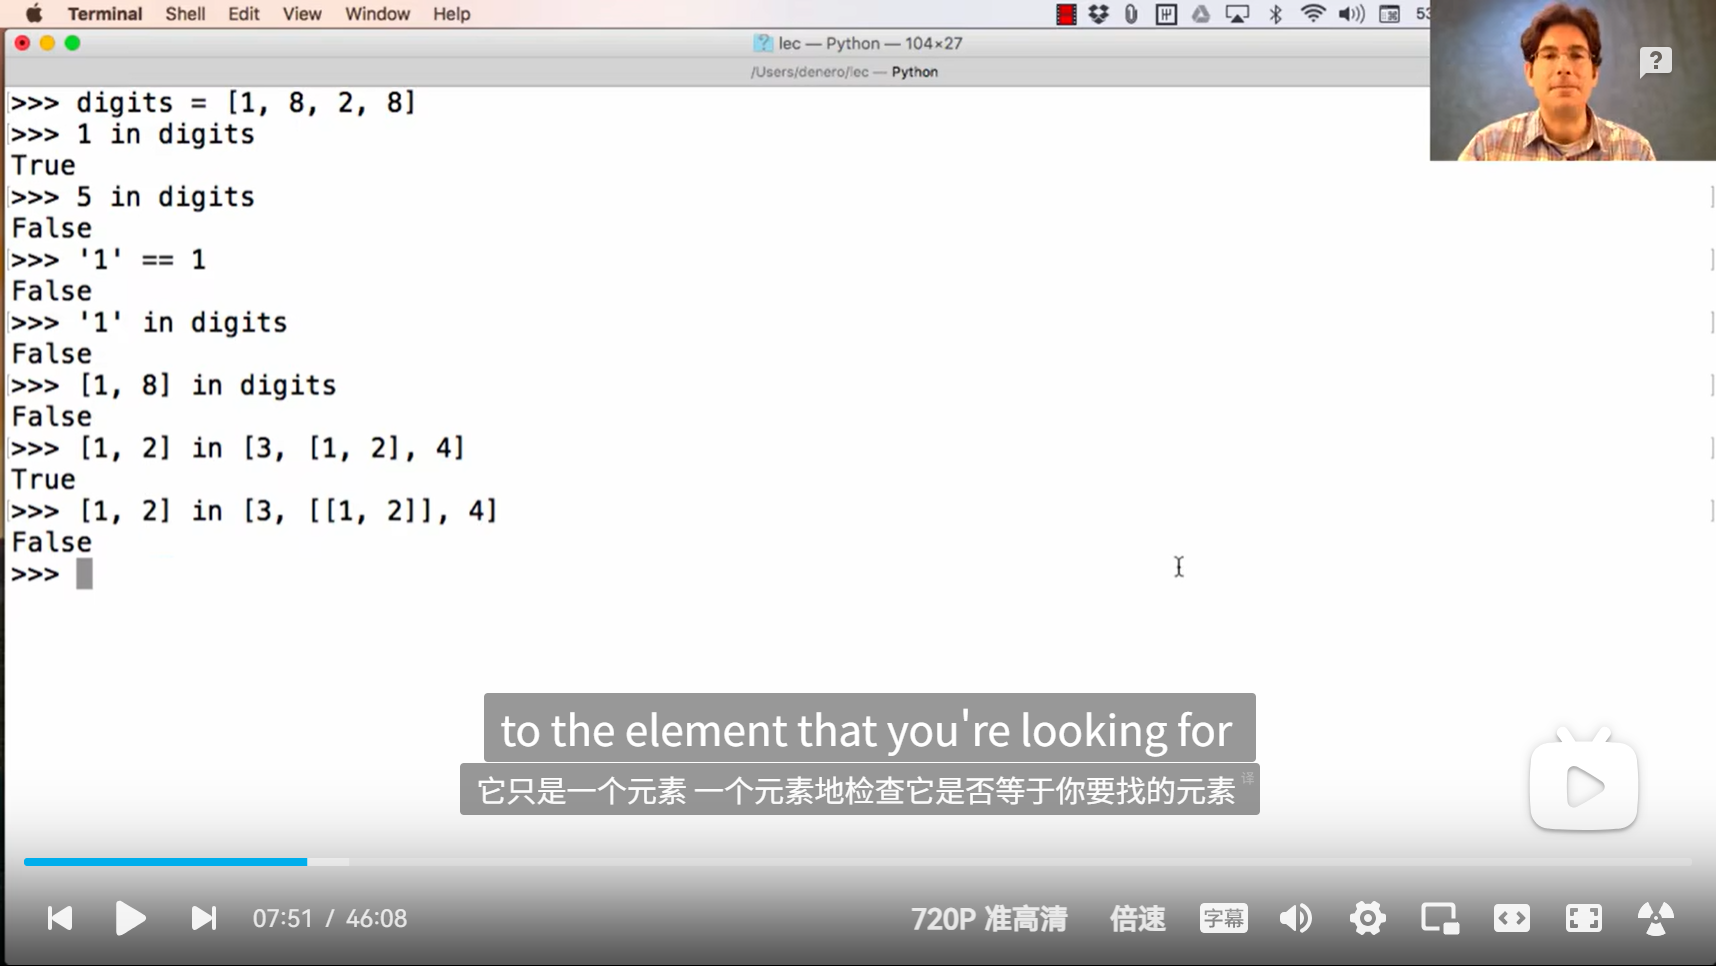 Terminal Shell Edit View Window Help
lec — Python — 104×27
/Users/denero/lec — Python
>>> digits = [1, 8, 2, 8]
>>> 1 in digits
True
>>> 5 in digits
False
>>> '1' == 1
False
>>> '1' in digits
False
>>> [1, 8] in digits
False
>>> [1, 2] in [3, [1, 2], 4]
True
>>> [1, 2] in [3, [[1, 2]], 4]
False
>>>
to the element that you're looking for
它只是一个元素 一个元素地检查它是否等于你要找的元素 译
07:51 / 46:08 720P 准高清 倍速 字幕